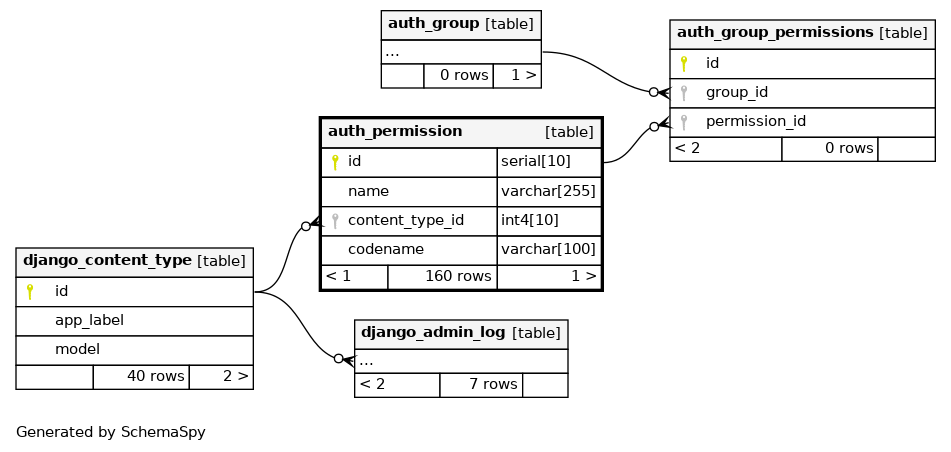 auth_group [table]
...
0 rows 1 >
auth_group_permissions [table]
id
group_id
permission_id
< 2 0 rows
auth_permission [table]
id serial[10]
name varchar[255]
content_type_id int4[10]
codename varchar[100]
< 1 160 rows 1 >
django_content_type [table]
id
app_label
model
40 rows 2 >
django_admin_log [table]
...
< 2 7 rows
Generated by SchemaSpy